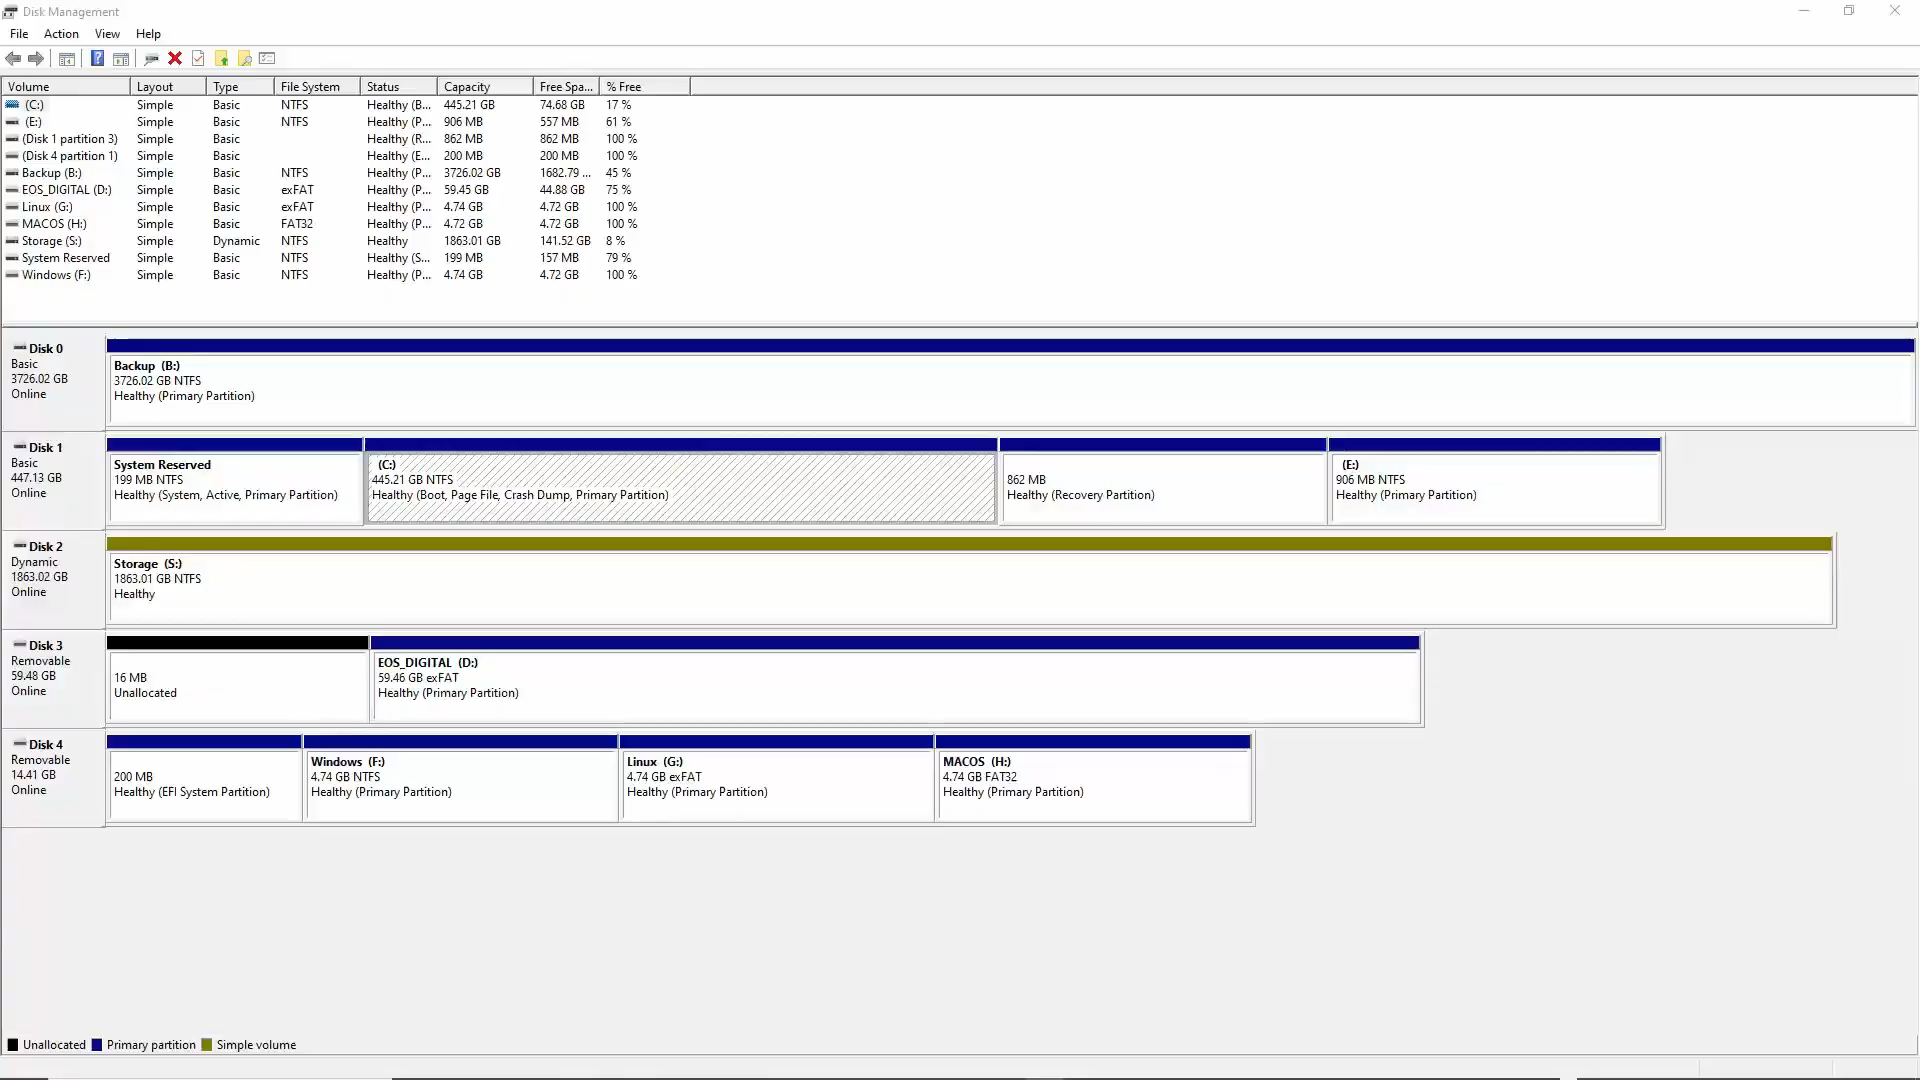 Disk Management
File Action View Help
Volume Layout Type File System Status Capacity Free Spa... % Free
(C:) Simple Basic NTFS Healthy (B... 445.21 GB 74.68 GB 17 %
(E:) Simple Basic NTFS Healthy (P... 906 MB 557 MB 61 %
(Disk 1 partition 3) Simple Basic Healthy (R... 862 MB 862 MB 100 %
(Disk 4 partition 1) Simple Basic Healthy (E... 200 MB 200 MB 100 %
Backup (B:) Simple Basic NTFS Healthy (P... 3726.02 GB 1682.79 ... 45 %
EOS_DIGITAL (D:) Simple Basic exFAT Healthy (P... 59.45 GB 44.88 GB 75 %
Linux (G:) Simple Basic exFAT Healthy (P... 4.74 GB 4.72 GB 100 %
MACOS (H:) Simple Basic FAT32 Healthy (P... 4.72 GB 4.72 GB 100 %
Storage (S:) Simple Dynamic NTFS Healthy 1863.01 GB 141.52 GB 8 %
System Reserved Simple Basic NTFS Healthy (S... 199 MB 157 MB 79 %
Windows (F:) Simple Basic NTFS Healthy (P... 4.74 GB 4.72 GB 100 %
Disk 0
Basic
3726.02 GB
Online
Backup (B:)
3726.02 GB NTFS
Healthy (Primary Partition)
Disk 1
Basic
447.13 GB
Online
System Reserved
199 MB NTFS
Healthy (System, Active, Primary Partition)
(C:)
445.21 GB NTFS
Healthy (Boot, Page File, Crash Dump, Primary Partition)
862 MB
Healthy (Recovery Partition)
(E:)
906 MB NTFS
Healthy (Primary Partition)
Disk 2
Dynamic
1863.02 GB
Online
Storage (S:)
1863.01 GB NTFS
Healthy
Disk 3
Removable
59.48 GB
Online
16 MB
Unallocated
EOS_DIGITAL (D:)
59.46 GB exFAT
Healthy (Primary Partition)
Disk 4
Removable
14.41 GB
Online
200 MB
Healthy (EFI System Partition)
Windows (F:)
4.74 GB NTFS
Healthy (Primary Partition)
Linux (G:)
4.74 GB exFAT
Healthy (Primary Partition)
MACOS (H:)
4.74 GB FAT32
Healthy (Primary Partition)
Unallocated Primary partition Simple volume